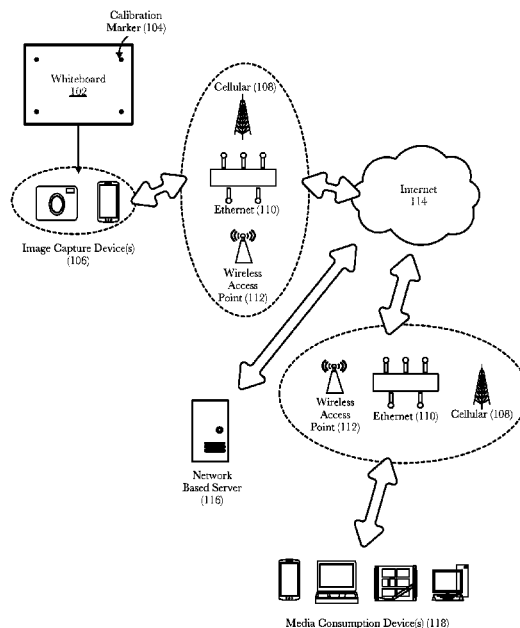 Calibration
Marker (104)
Whiteboard
102
Cellular (108)
Ethernet (110)
Wireless
Access
Point (112)
Internet
114
Image Capture Device(s)
(106)
Wireless
Access
Point (112)
Ethernet (110)
Cellular (108)
Network
Based Server
(116)
Media Consumption Device(s) (118)